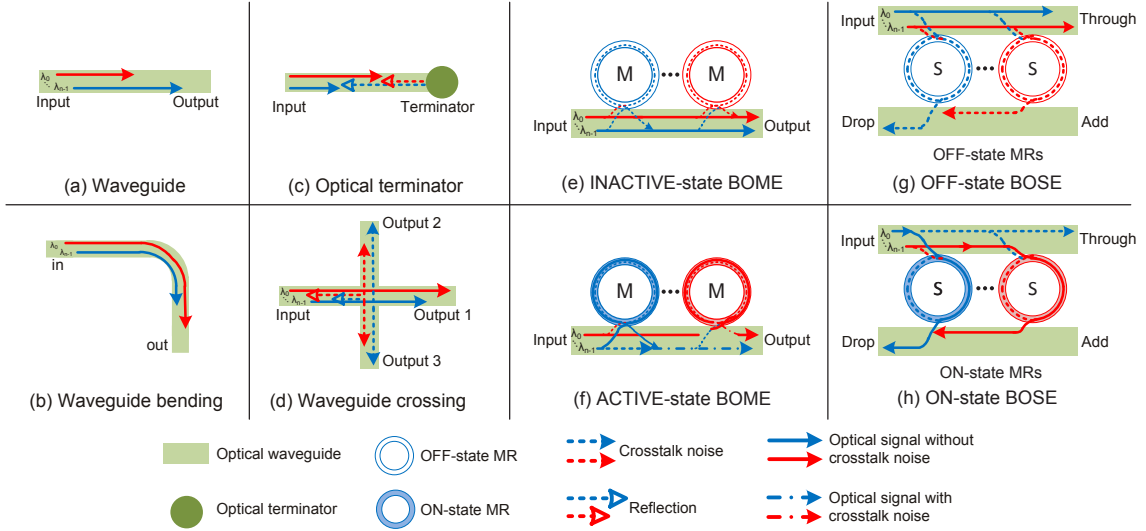 λ0
λn-1
Input
Output
(a) Waveguide
λ0
λn-1
in
out
(b) Waveguide bending
λ0
λn-1
Input
Terminator
(c) Optical terminator
Output 2
λ0
λn-1
Input
Output 1
Output 3
(d) Waveguide crossing
M
M
λ0
λn-1
Input
Output
(e) INACTIVE-state BOME
M
M
λ0
λn-1
Input
Output
(f) ACTIVE-state BOME
Input
λ0
λn-1
Through
S
S
Drop
Add
OFF-state MRs
(g) OFF-state BOSE
Input
λ0
λn-1
Through
S
S
Drop
Add
ON-state MRs
(h) ON-state BOSE
Optical waveguide
OFF-state MR
Crosstalk noise
Optical signal without
crosstalk noise
Optical terminator
ON-state MR
Reflection
Optical signal with
crosstalk noise